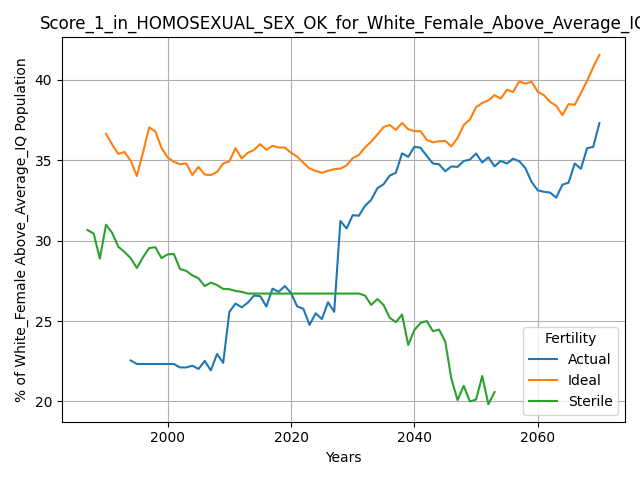 Score_1_in_HOMOSEXUAL_SEX_OK_for_White_Female_Above_Average_IQ
% of White_Female Above_Average_IQ Population
40
35
30
25
20
2000
2020
2040
2060
Years
Fertility
Actual
Ideal
Sterile